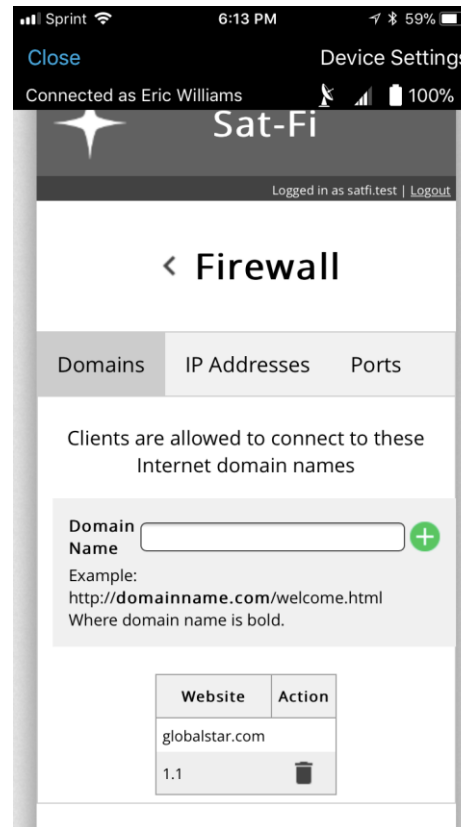 Sprint 6:13 PM 59%
Close Device Settings
Connected as Eric Williams 100%
Sat-Fi
Logged in as satfi.test | Logout
Firewall
Domains IP Addresses Ports
Clients are allowed to connect to these
Internet domain names
Domain
Name
Example:
http://domainname.com/welcome.html
Where domain name is bold.
Website Action
globalstar.com
1.1